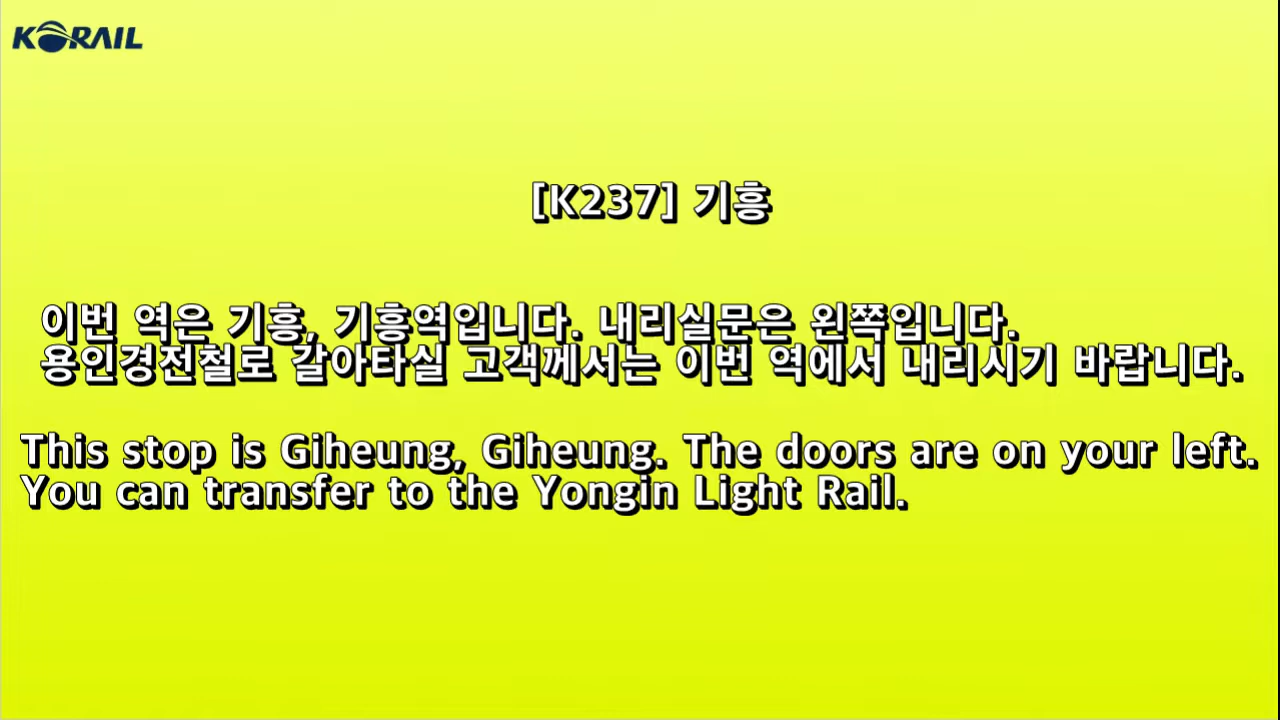 KORAIL
[K237] 기흥
이번 역은 기흥, 기흥역입니다. 내리실문은 왼쪽입니다.
용인경전철로 갈아타실 고객께서는 이번 역에서 내리시기 바랍니다.
This stop is Giheung, Giheung. The doors are on your left.
You can transfer to the Yongin Light Rail.